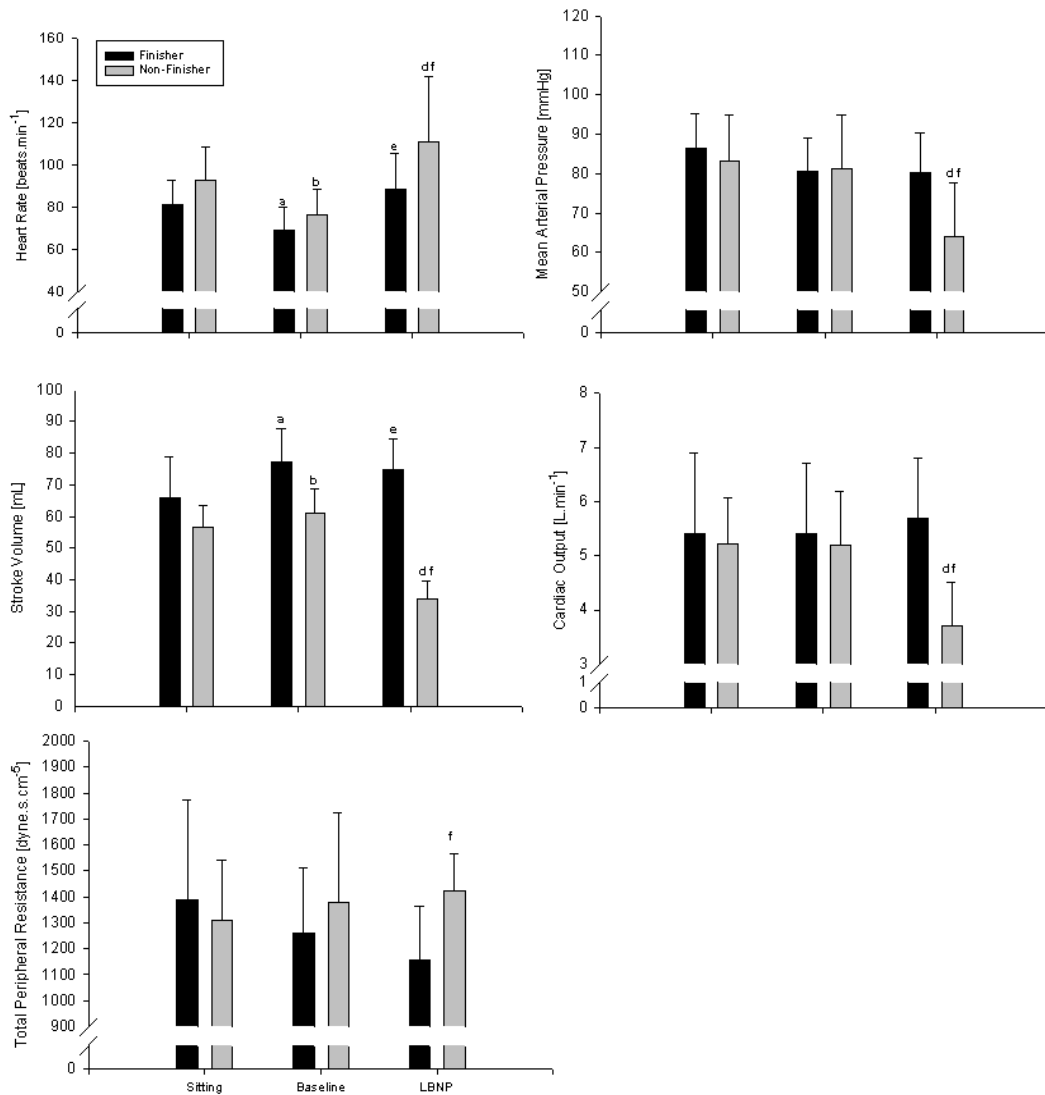 Heart Rate [beats.min-1]
160
140
120
100
80
60
40
0
Finisher
Non-Finisher
a
b
e
df
Mean Arterial Pressure [mmHg]
120
110
100
90
80
70
60
50
0
df
Stroke Volume [mL]
100
90
80
70
60
50
40
30
20
10
0
a
b
e
df
Cardiac Output [L.min-1]
8
7
6
5
4
3
1
0
df
Total Peripheral Resistance [dyne.s.cm-5]
2000
1900
1800
1700
1600
1500
1400
1300
1200
1100
1000
900
0
f
Sitting Baseline LBNP